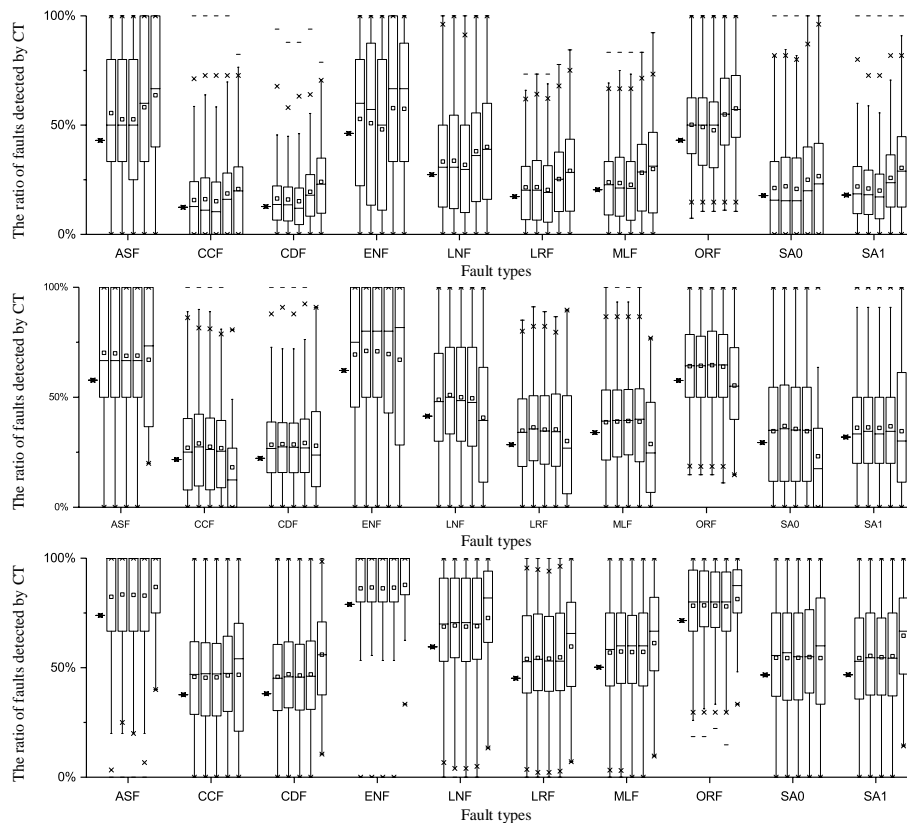 The ratio of faults detected by CT
100%
50%
0%
ASF CCF CDF ENF LNF LRF MLF ORF SA0 SA1
Fault types
The ratio of faults detected by CT
100%
50%
0%
ASF CCF CDF ENF LNF LRF MLF ORF SA0 SA1
Fault types
The ratio of faults detected by CT
100%
50%
0%
ASF CCF CDF ENF LNF LRF MLF ORF SA0 SA1
Fault types